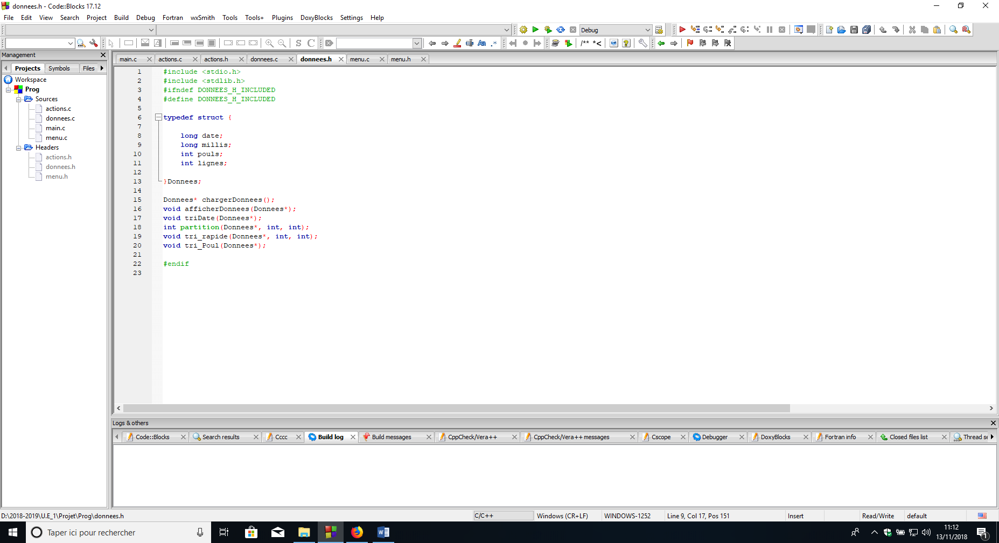 donnees.h - Code::Blocks 17.12
File Edit View Search Project Build Debug Fortran wxSmith Tools Tools+ Plugins DoxyBlocks Settings Help
Debug
S C /** *<
Management
Projects Symbols Files
Workspace
Prog
Sources
actions.c
donnees.c
main.c
menu.c
Headers
actions.h
donnees.h
menu.h
main.c actions.c actions.h donnees.c donnees.h menu.c menu.h
1 #include <stdio.h>
2 #include <stdlib.h>
3 #ifndef DONNEES_H_INCLUDED
4 #define DONNEES_H_INCLUDED
5
6 typedef struct {
7
8 long date;
9 long millis;
10 int pouls;
11 int lignes;
12
13 }Donnees;
14
15 Donnees* chargerDonnees();
16 void afficherDonnees(Donnees*);
17 void triDate(Donnees*);
18 int partition(Donnees*, int, int);
19 void tri_rapide(Donnees*, int, int);
20 void tri_Poul(Donnees*);
21
22 #endif
23
Logs & others
Code::Blocks Search results Cccc Build log Build messages CppCheck/Vera++ CppCheck/Vera++ messages Cscope Debugger DoxyBlocks Fortran info Closed files list Thread se
D:\2018-2019\U.E_1\Projet\Prog\donnees.h C/C++ Windows (CR+LF) WINDOWS-1252 Line 9, Col 17, Pos 151 Insert Read/Write default
Taper ici pour rechercher
11:12
13/11/2018
1